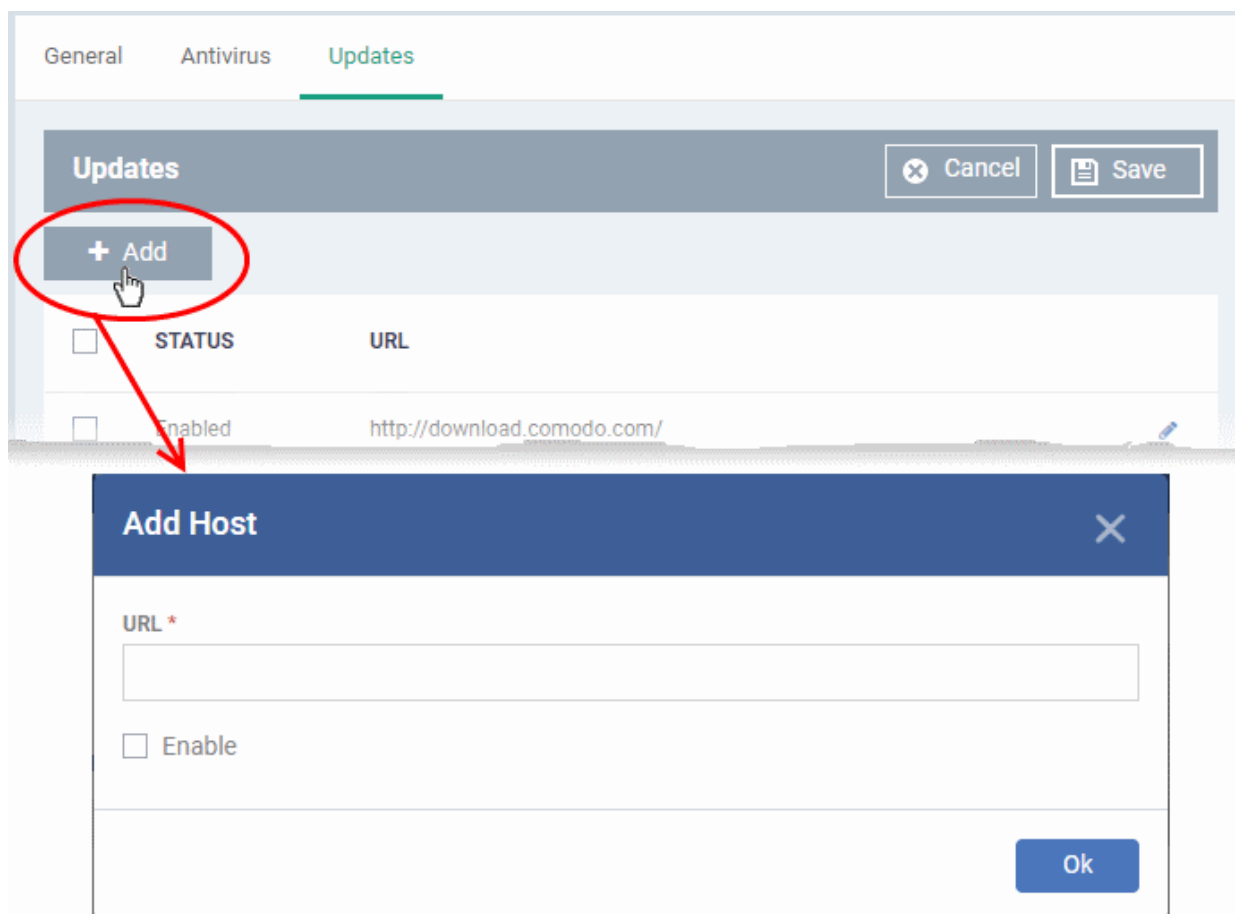 General Antivirus Updates
Updates Cancel Save
+ Add
STATUS URL
Enabled http://download.comodo.com/
Add Host
URL *
Enable
Ok